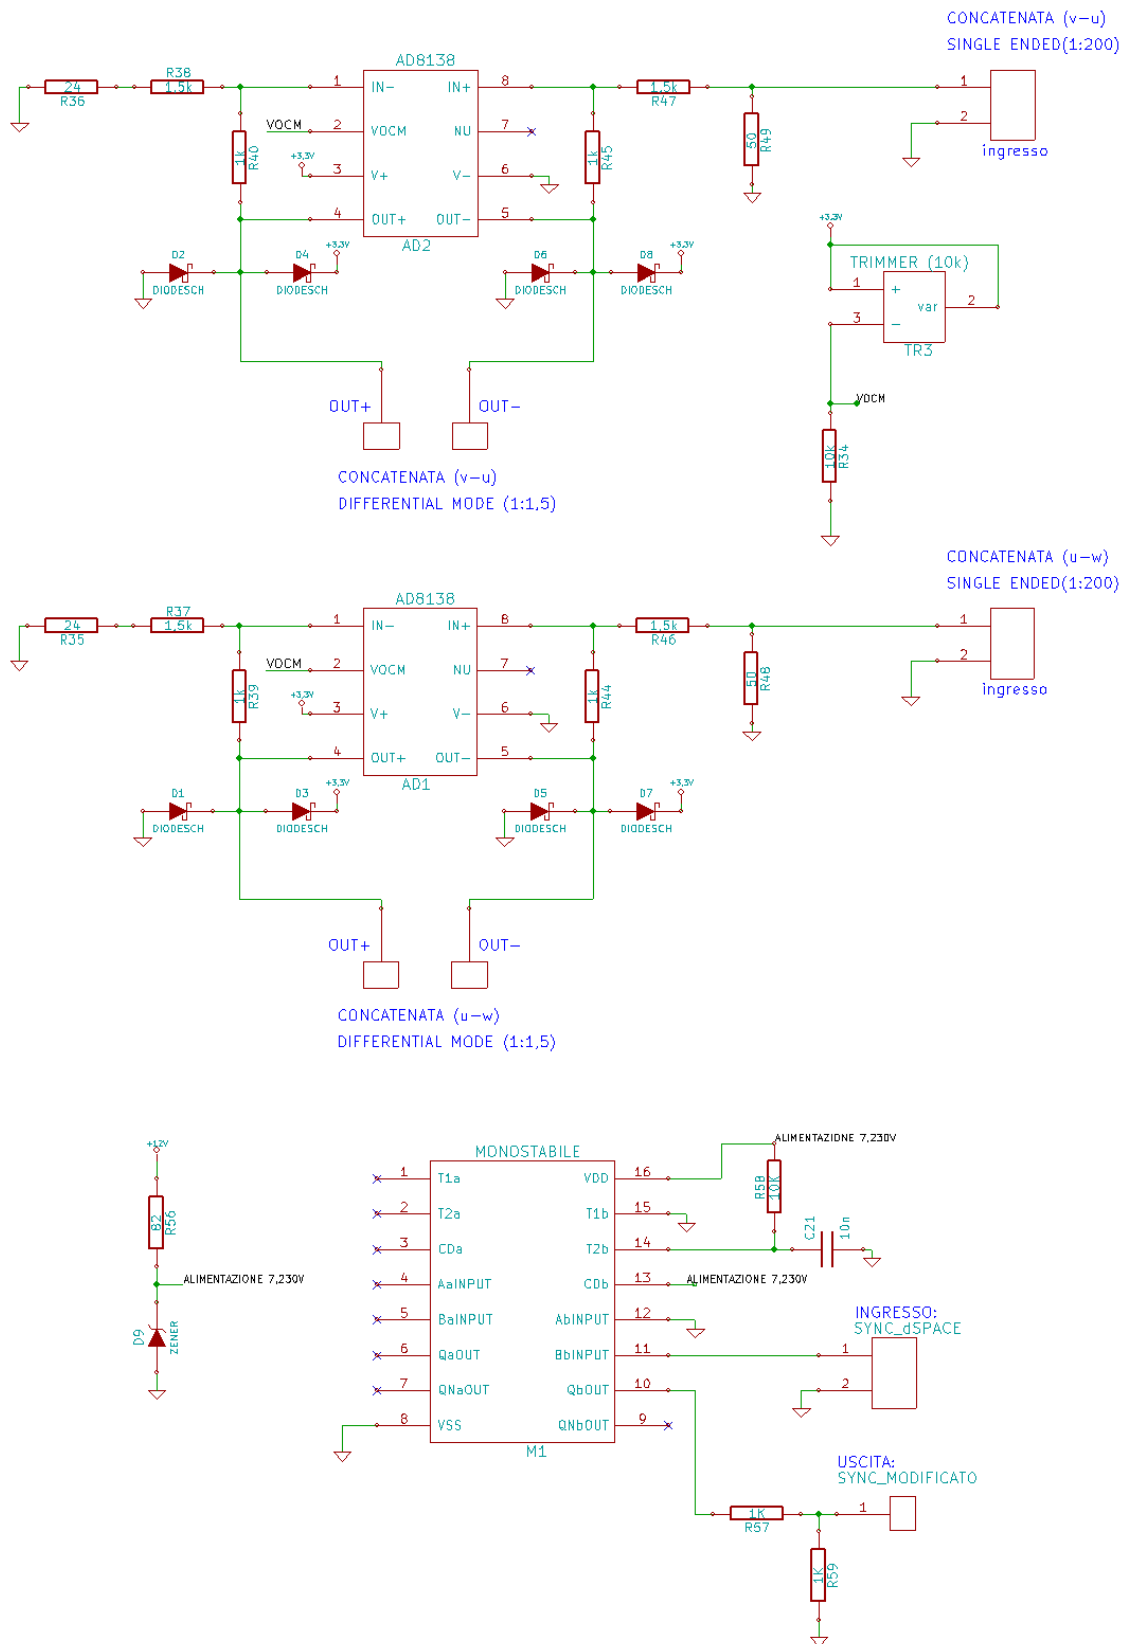 CONCATENATA (v-u)
SINGLE ENDED(1:200)
AD8138
24
R36
R38
1,5k
1
IN-
IN+
8
1,5k
R47
1
2
ingresso
VOCM
2
VOCM
NU
7
1k
R40
1k
R45
50
R49
+3,3V
3
V+
V-
6
4
OUT+
OUT-
5
AD2
D2
DIODESCH
D4
DIODESCH
+3,3V
D6
DIODESCH
D8
DIODESCH
+3,3V
+3,3V
TRIMMER (10k)
1
+
var
2
3
-
TR3
VOCM
10K
R34
OUT+
OUT-
CONCATENATA (v-u)
DIFFERENTIAL MODE (1:1,5)
CONCATENATA (u-w)
SINGLE ENDED(1:200)
AD8138
24
R35
R37
1,5k
1
IN-
IN+
8
1,5k
R46
1
2
ingresso
VOCM
2
VOCM
NU
7
1k
R39
1k
R44
50
R48
+3,3V
3
V+
V-
6
4
OUT+
OUT-
5
AD1
D1
DIODESCH
D3
DIODESCH
+3,3V
D5
DIODESCH
D7
DIODESCH
+3,3V
OUT+
OUT-
CONCATENATA (u-w)
DIFFERENTIAL MODE (1:1,5)
+12V
82
R56
ALIMENTAZIONE 7,230V
D9
ZENER
MONOSTABILE
1
T1a
VDD
16
2
T2a
T1b
15
3
CDa
T2b
14
4
AaINPUT
CDb
13
5
BaINPUT
AbINPUT
12
6
QaOUT
BbINPUT
11
7
QNaOUT
QbOUT
10
8
VSS
QNbOUT
9
M1
ALIMENTAZIONE 7,230V
R58
10K
C21
10n
ALIMENTAZIONE 7,230V
INGRESSO:
SYNC_dSPACE
1
2
USCITA:
SYNC_MODIFICATO
1
1K
R57
1K
R59